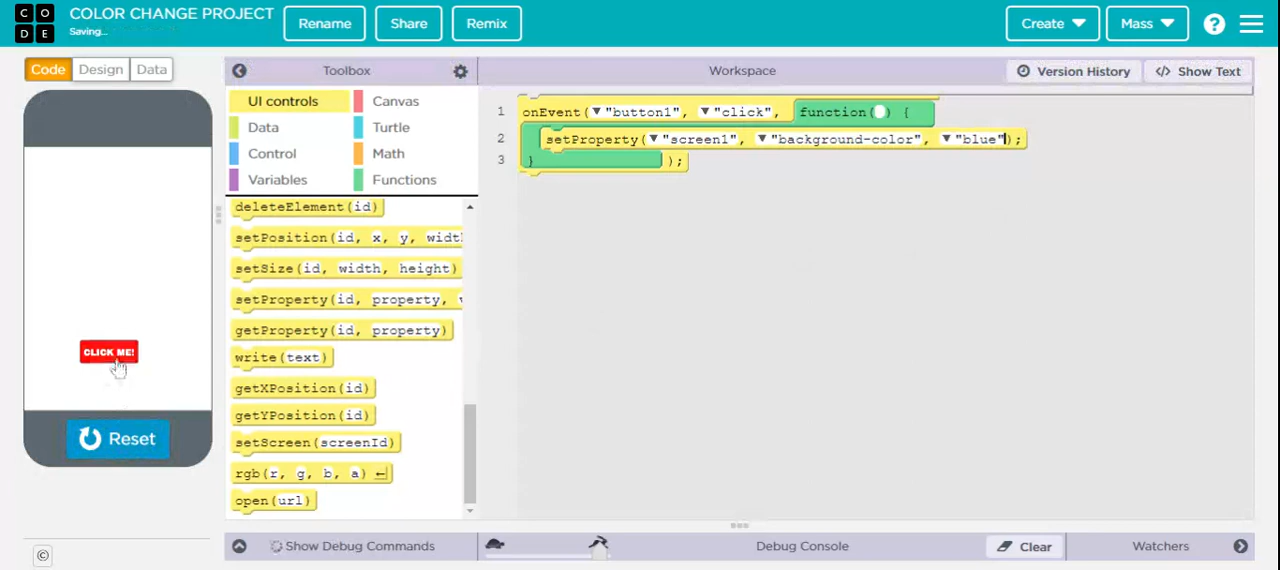 CO
DE
COLOR CHANGE PROJECT
Saving...
Rename
Share
Remix
Create
Mass
?
Code
Design
Data
Toolbox
Workspace
Version History
</> Show Text
UI controls
Canvas
Data
Turtle
Control
Math
Variables
Functions
deleteElement(id)
setPosition(id, x, y, widt
setSize(id, width, height)
setProperty(id, property,
getProperty(id, property)
write(text)
getXPosition(id)
getYPosition(id)
setScreen(screenId)
rgb(r, g, b, a)
open(url)
1 onEvent("button1", "click", function( ) {
2 setProperty("screen1", "background-color", "blue");
3 } );
CLICK ME!
Reset
©
Show Debug Commands
Debug Console
Clear
Watchers